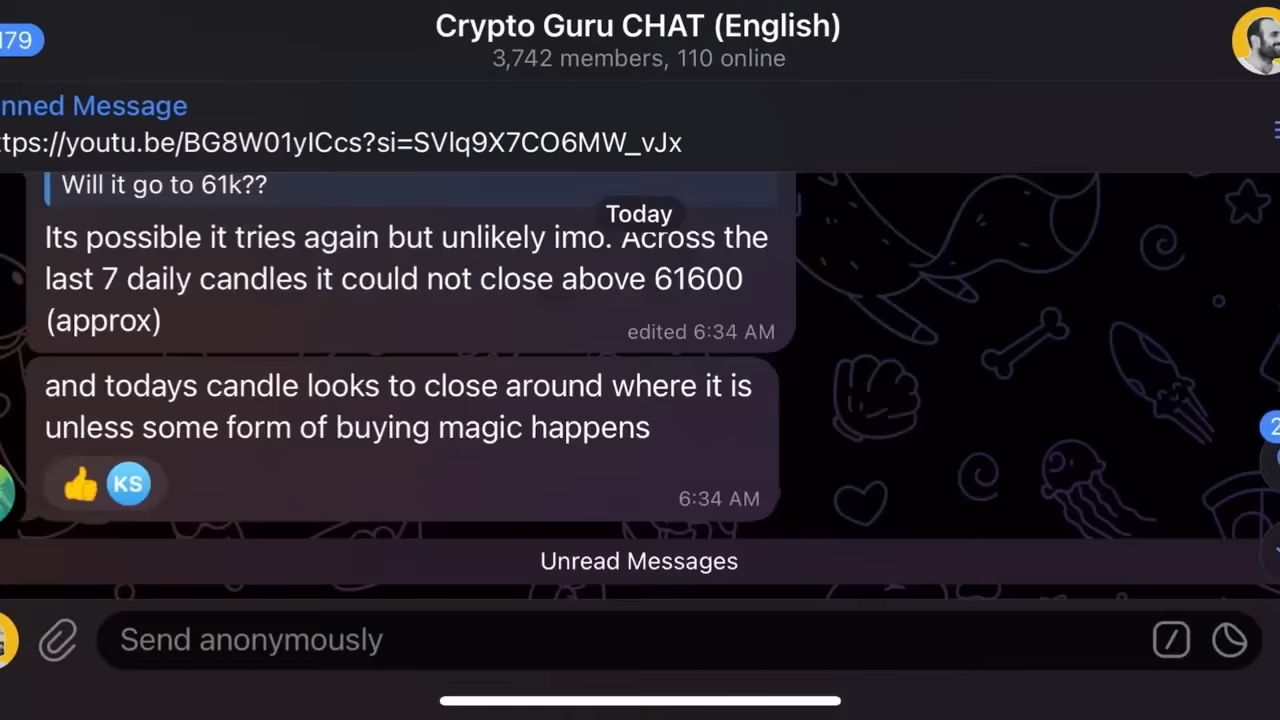 Crypto Guru CHAT (English)
179
3,742 members, 110 online
nned Message
ttps://youtu.be/BG8W01yICcs?si=SVlq9X7CO6MW_vJx
Will it go to 61k??
Today
Its possible it tries again but unlikely imo. Across the
last 7 daily candles it could not close above 61600
(approx)
edited 6:34 AM
and todays candle looks to close around where it is
unless some form of buying magic happens
KS
6:34 AM
Unread Messages
Send anonymously